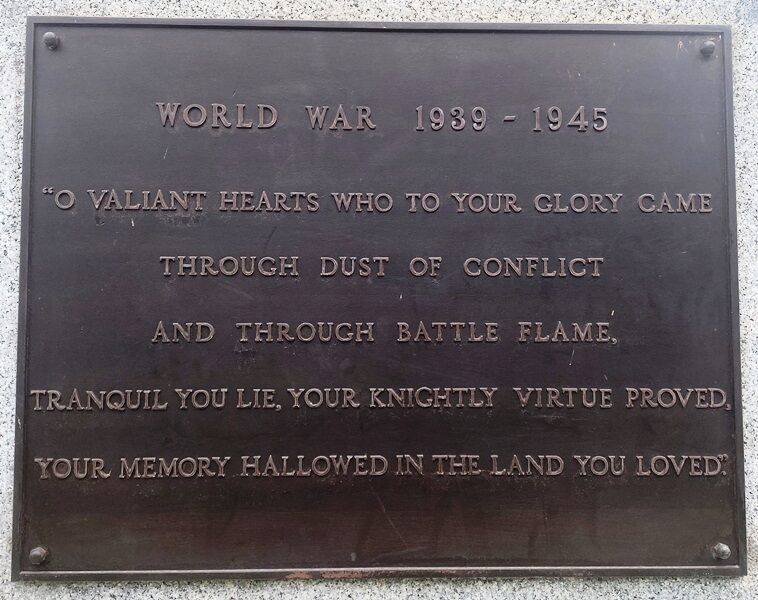 WORLD WAR 1939 - 1945
“O VALIANT HEARTS WHO TO YOUR GLORY CAME
THROUGH DUST OF CONFLICT
AND THROUGH BATTLE FLAME,
TRANQUIL YOU LIE, YOUR KNIGHTLY VIRTUE PROVED,
YOUR MEMORY HALLOWED IN THE LAND YOU LOVED.”